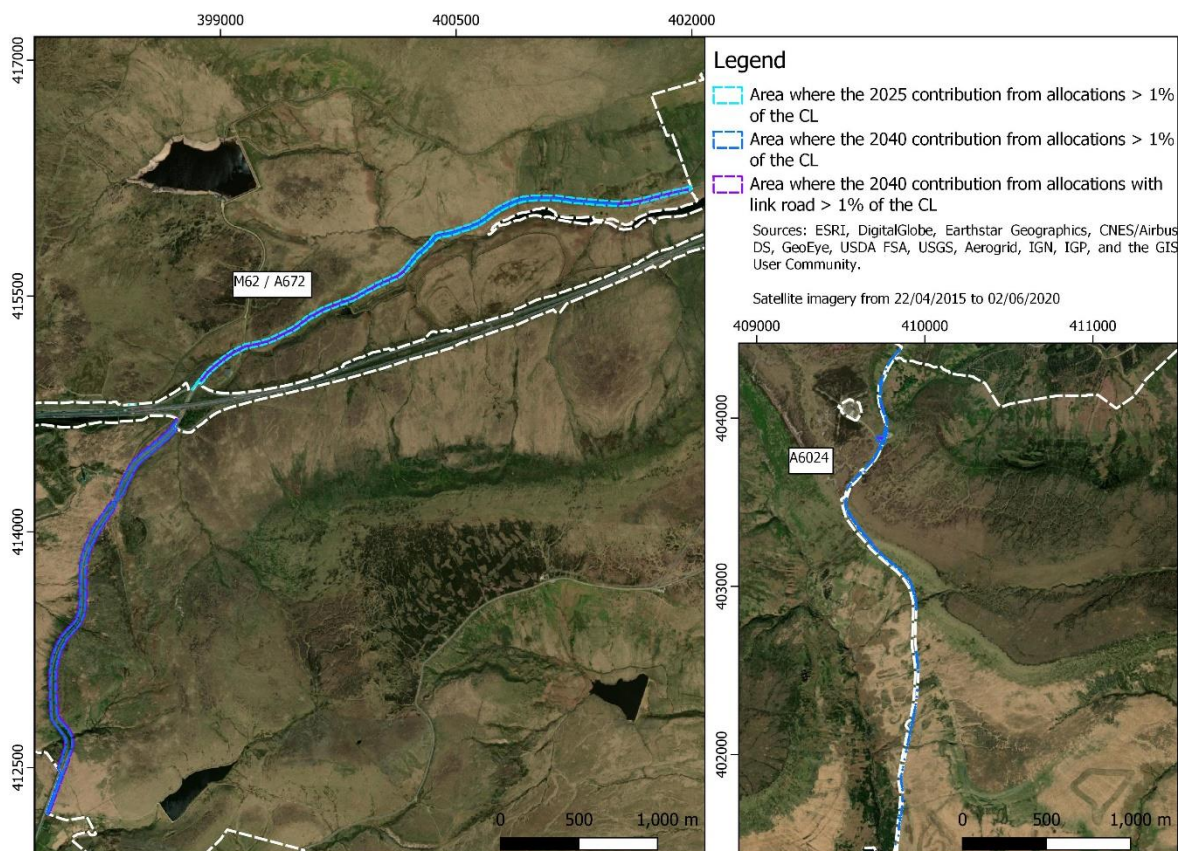 399000 400500 402000
417000
415500
414000
412500
M62 / A672
0 500 1,000 m
Legend
Area where the 2025 contribution from allocations > 1%
of the CL
Area where the 2040 contribution from allocations > 1%
of the CL
Area where the 2040 contribution from allocations with
link road > 1% of the CL
Sources: ESRI, DigitalGlobe, Earthstar Geographics, CNES/Airbus
DS, GeoEye, USDA FSA, USGS, Aerogrid, IGN, IGP, and the GIS
User Community.
Satellite imagery from 22/04/2015 to 02/06/2020
409000 410000 411000
404000
403000
402000
A6024
0 500 1,000 m